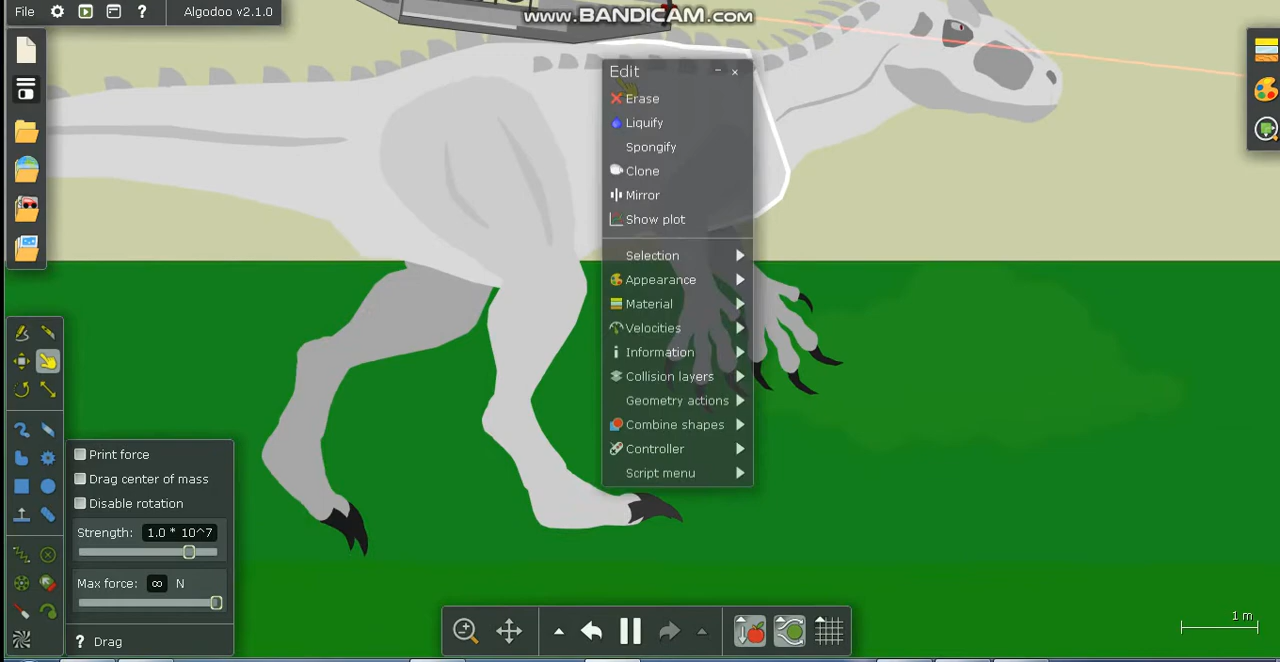 File ? Algodoo v2.1.0
www.BANDICAM.com
Edit
Erase
Liquify
Spongify
Clone
Mirror
Show plot
Selection
Appearance
Material
Velocities
Information
Collision layers
Geometry actions
Combine shapes
Controller
Script menu
Print force
Drag center of mass
Disable rotation
Strength: 1.0 * 10^7
Max force: ∞ N
? Drag
1 m